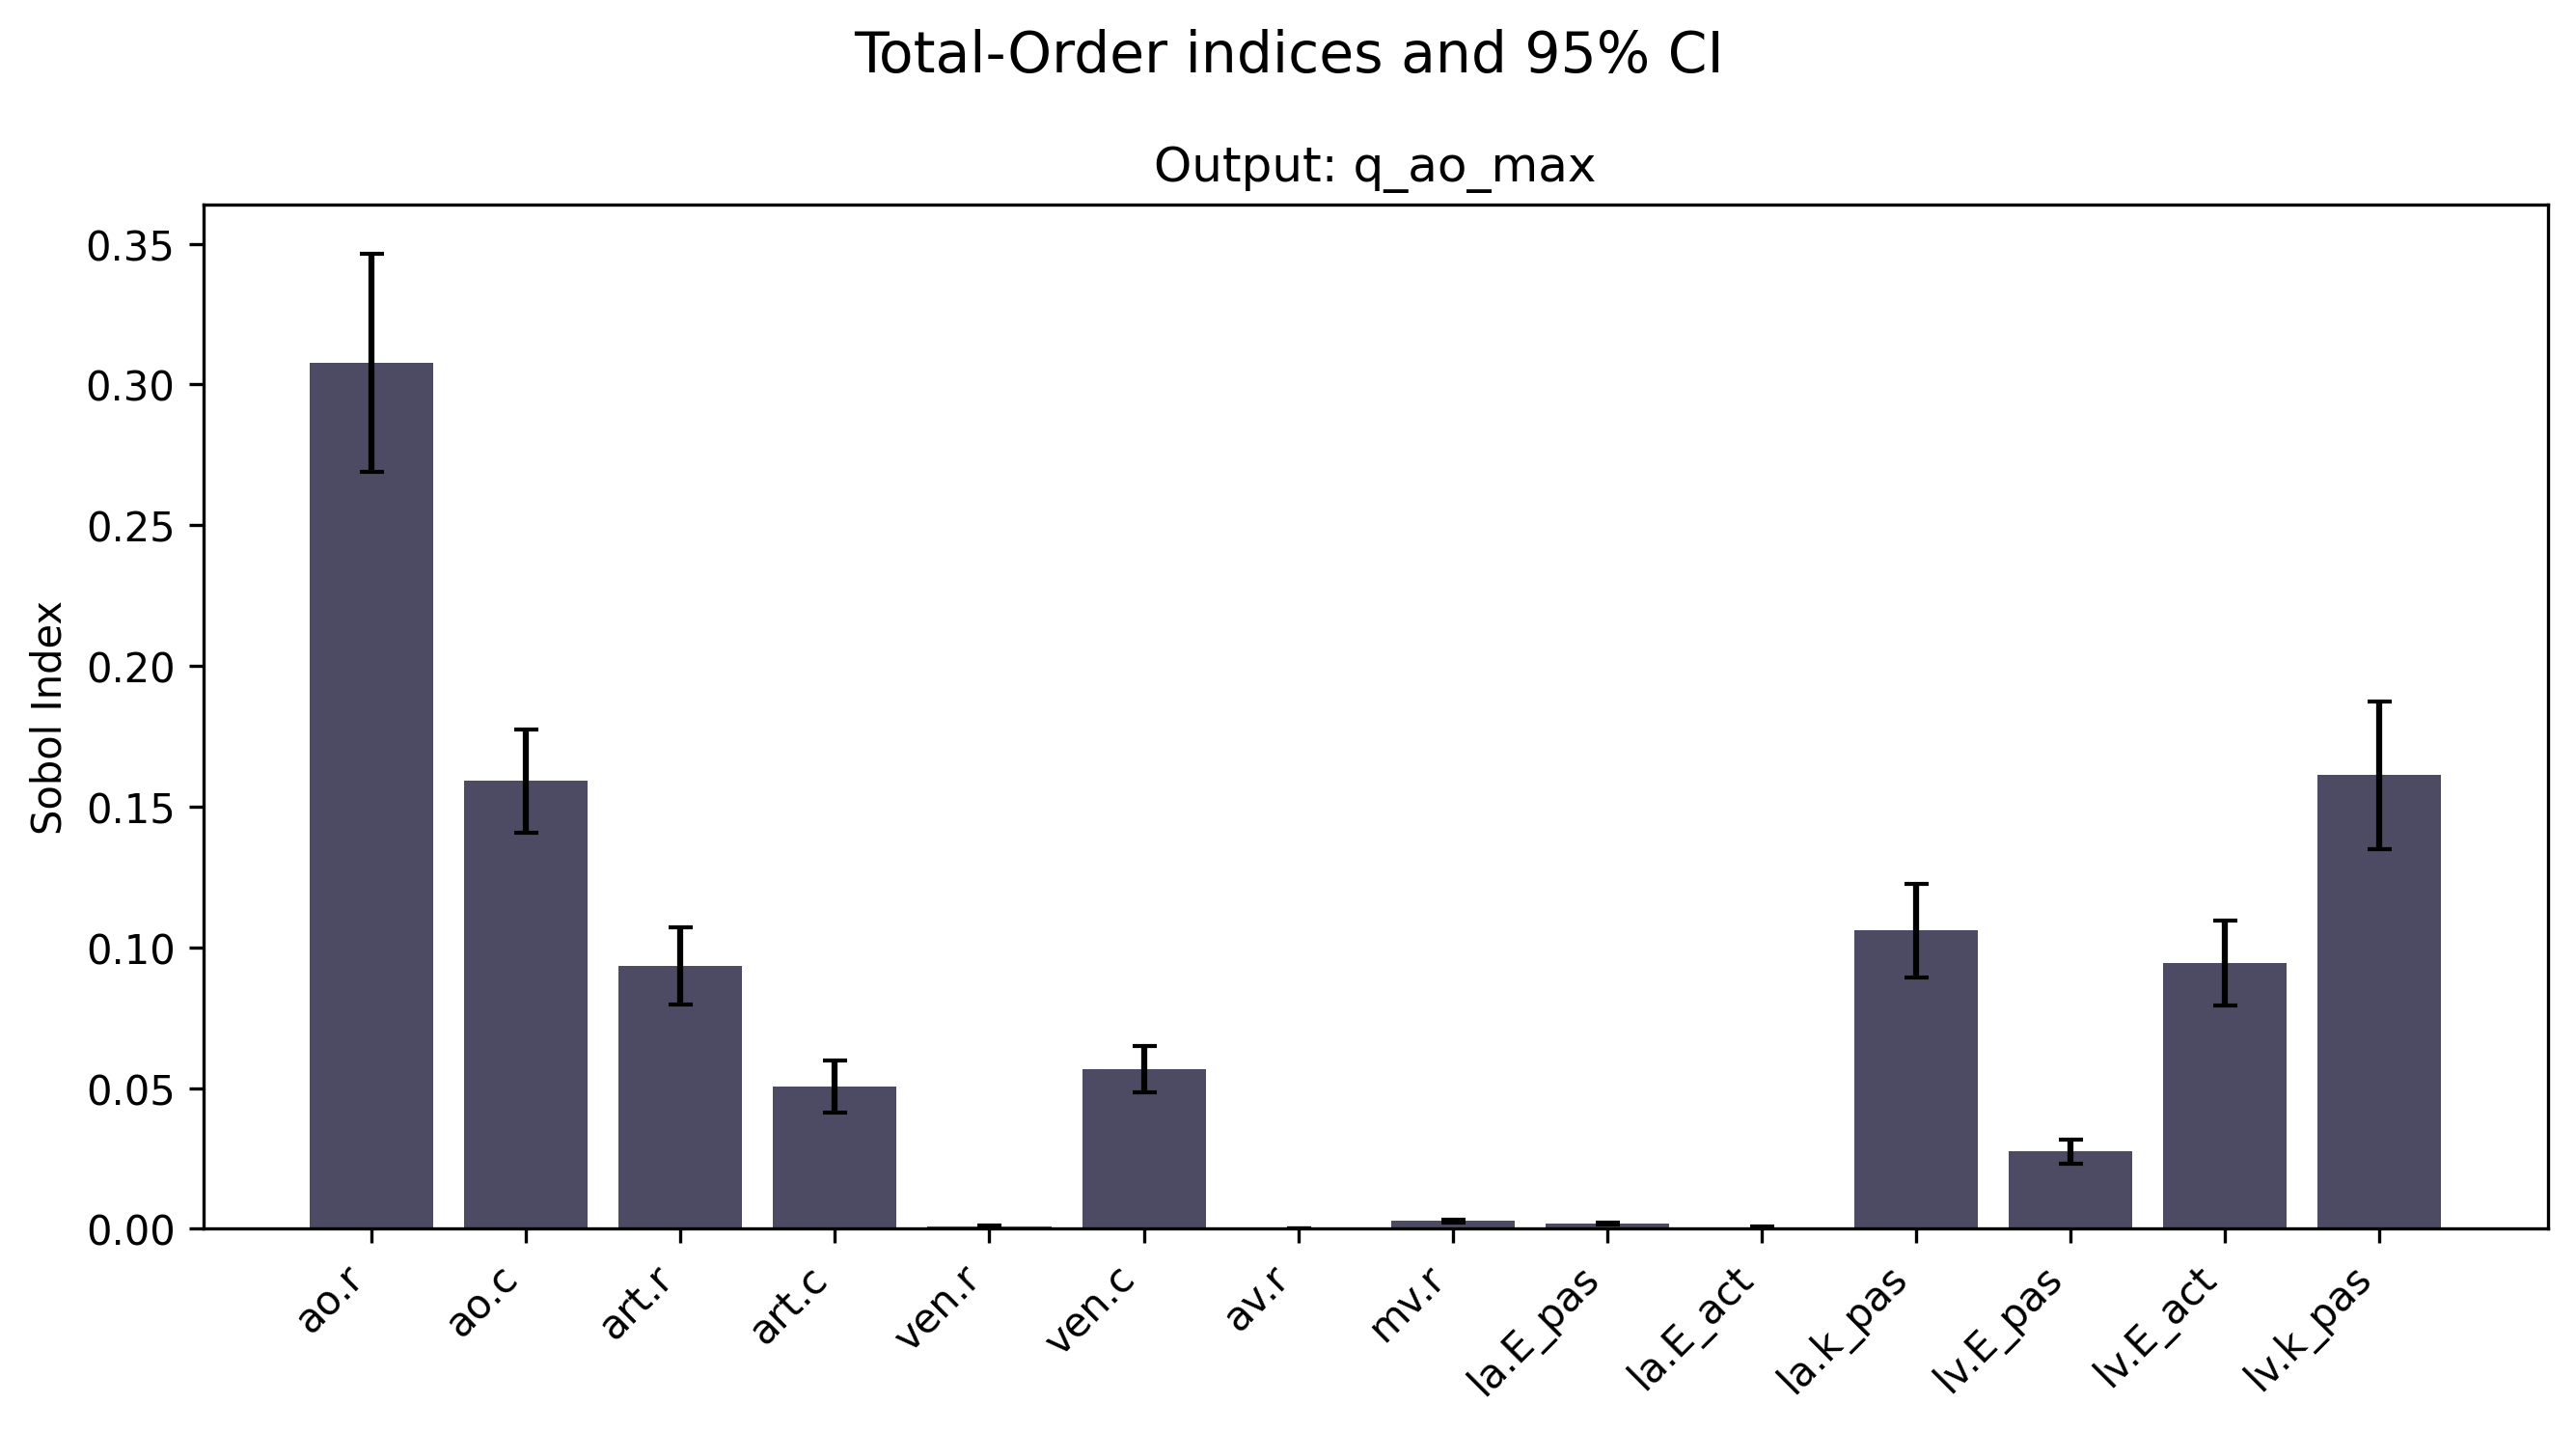 Total-Order indices and 95% CI
Output: q_ao_max
Sobol Index
0.35
0.30
0.25
0.20
0.15
0.10
0.05
0.00
ao.r
ao.c
art.r
art.c
ven.r
ven.c
av.r
mv.r
la.E_pas
la.E_act
la.k_pas
lv.E_pas
lv.E_act
lv.k_pas